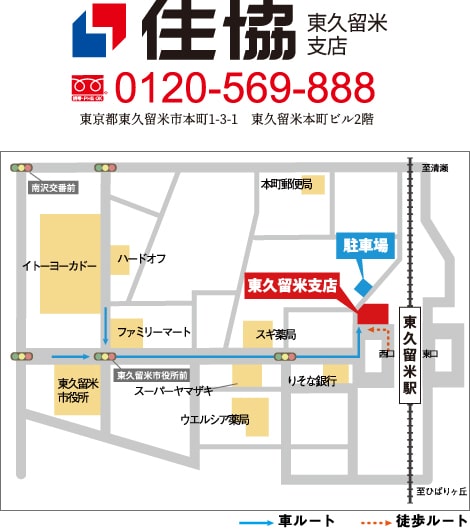 住協
東久留米
支店
0120-569-888
東京都東久留米市本町1-3-1 東久留米本町ビル2階
至清瀬
南沢交番前
本町郵便局
駐車場
イトーヨーカドー
ハードオフ
東久留米支店
ファミリーマート
スギ薬局
東久留米駅
西口
東口
東久留米市役所前
東久留米
市役所
スーパーヤマザキ
りそな銀行
ウエルシア薬局
至ひばりヶ丘
車ルート
徒歩ルート